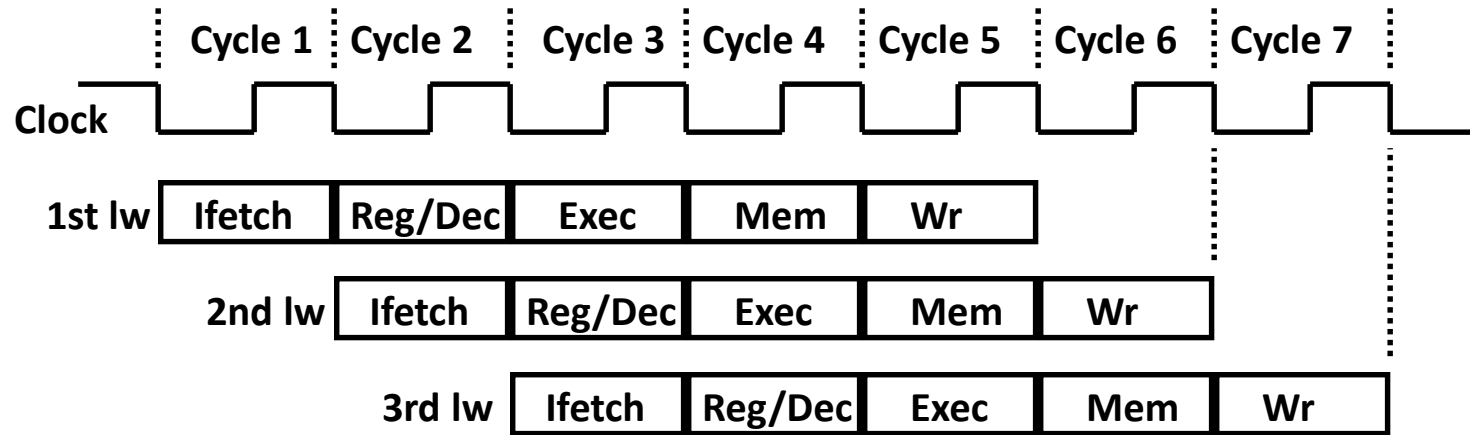 Cycle 1 Cycle 2 Cycle 3 Cycle 4 Cycle 5 Cycle 6 Cycle 7
Clock
1st lw Ifetch Reg/Dec Exec Mem Wr
2nd lw Ifetch Reg/Dec Exec Mem Wr
3rd lw Ifetch Reg/Dec Exec Mem Wr